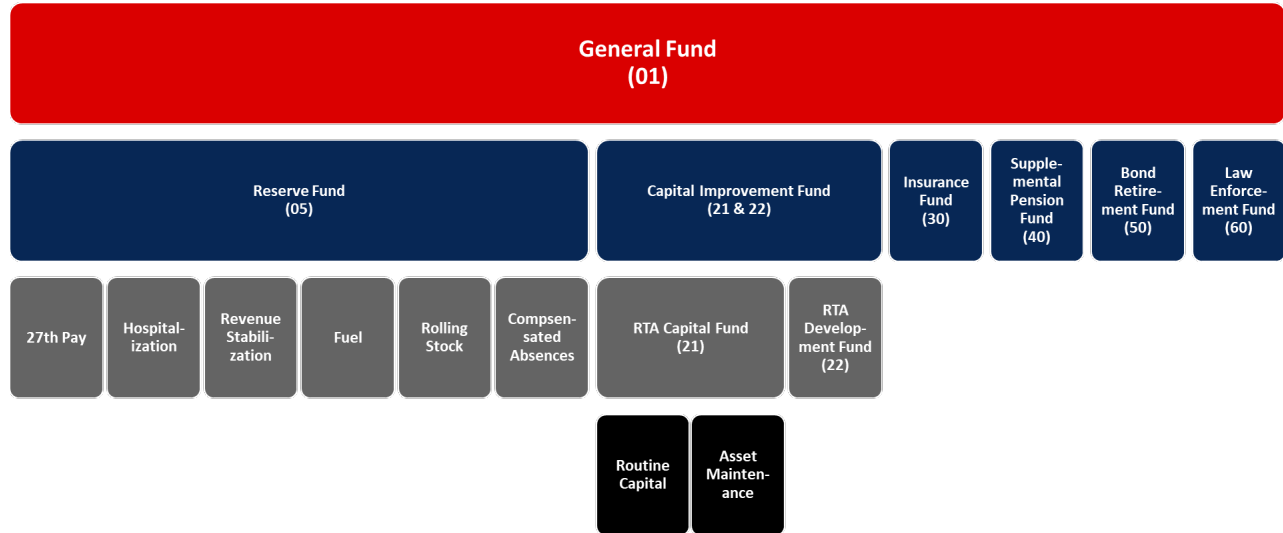 General Fund
(01)
Reserve Fund
(05)
Capital Improvement Fund
(21 & 22)
Insurance
Fund
(30)
Supple-
mental
Pension
Fund
(40)
Bond
Retire-
ment Fund
(50)
Law
Enforce-
ment Fund
(60)
27th Pay
Hospital-
ization
Revenue
Stabili-
zation
Fuel
Rolling
Stock
Compsen-
sated
Absences
RTA Capital Fund
(21)
RTA
Develop-
ment Fund
(22)
Routine
Capital
Asset
Mainten-
ance